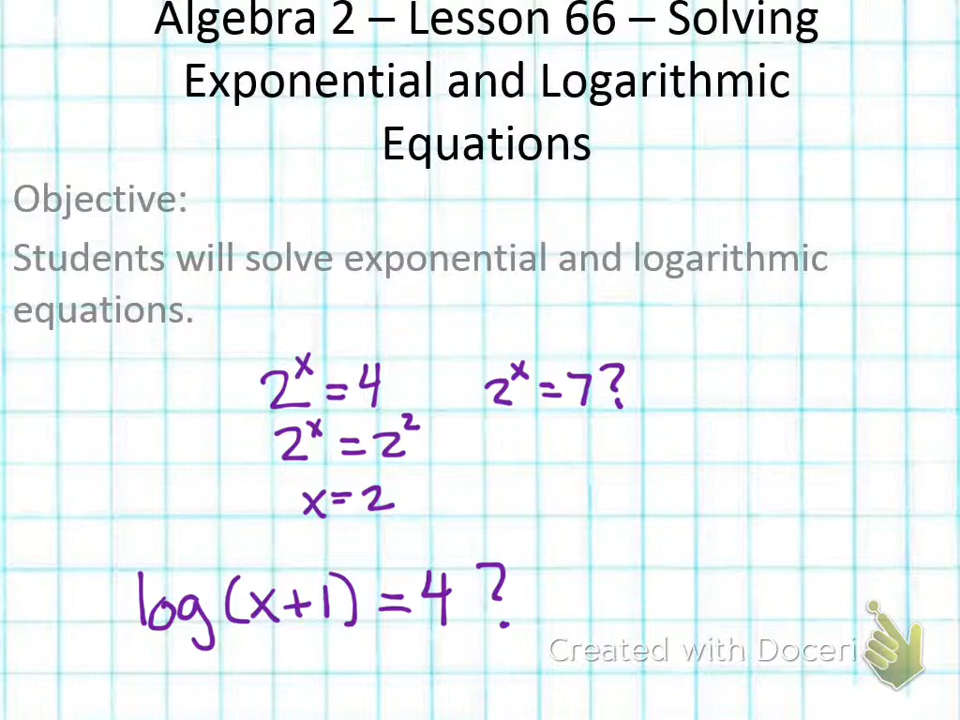 Algebra 2 – Lesson 66 – Solving
Exponential and Logarithmic
Equations
Objective:
Students will solve exponential and logarithmic
equations.
2^x = 4
2^x = 7?
2^x = 2^2
x = 2
log(x+1) = 4 ?
Created with Doceri